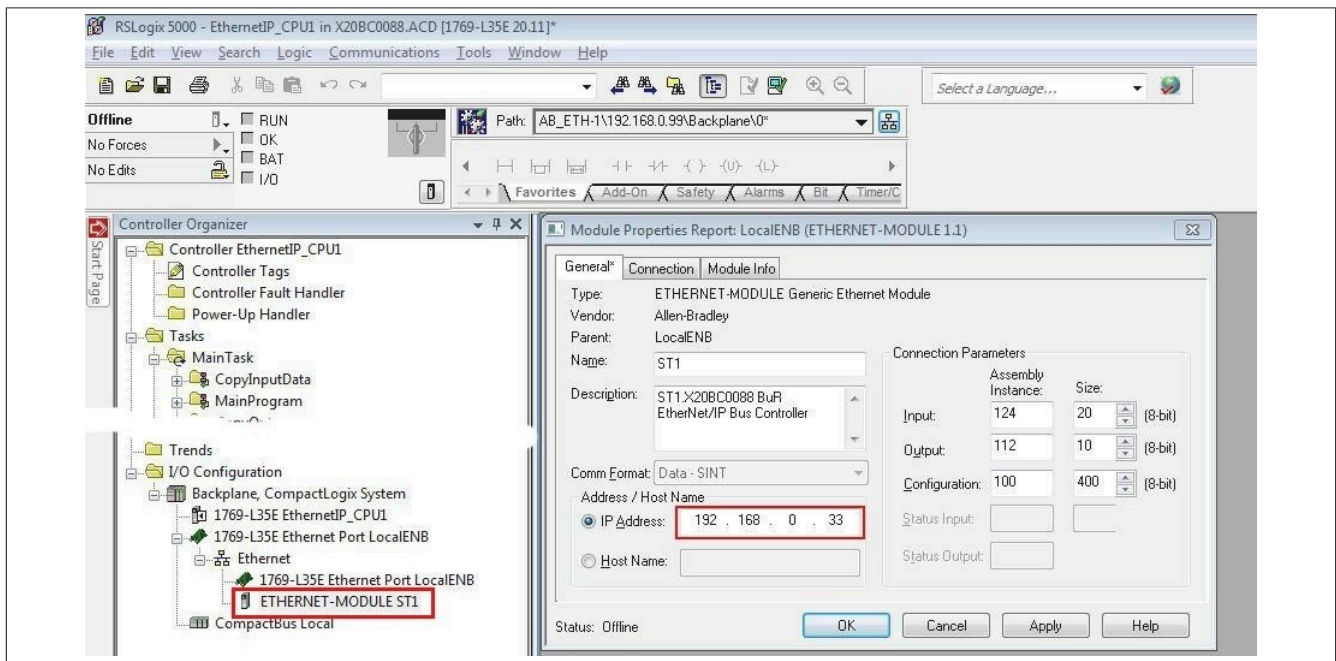 RSLogix 5000 - EthernetIP_CPU1 in X20BC0088.ACD [1769-L35E 20.11]*
File Edit View Search Logic Communications Tools Window Help
Select a Language...
Offline
RUN
No Forces
OK
No Edits
BAT
I/O
Path: AB_ETH-1\192.168.0.99\Backplane\0*
Favorites Add-On Safety Alarms Bit Timer/C
Start Page
Controller Organizer
Controller EthernetIP_CPU1
Controller Tags
Controller Fault Handler
Power-Up Handler
Tasks
MainTask
CopyInputData
MainProgram
Trends
I/O Configuration
Backplane, CompactLogix System
1769-L35E EthernetIP_CPU1
1769-L35E Ethernet Port LocalENB
Ethernet
1769-L35E Ethernet Port LocalENB
ETHERNET-MODULE ST1
CompactBus Local
Module Properties Report: LocalENB (ETHERNET-MODULE 1.1)
General* Connection Module Info
Type: ETHERNET-MODULE Generic Ethernet Module
Vendor: Allen-Bradley
Parent: LocalENB
Name: ST1
Description: ST1.X20BC0088 BuR
EtherNet/IP Bus Controller
Comm Format: Data - SINT
Address / Host Name
IP Address: 192 . 168 . 0 . 33
Host Name:
Connection Parameters
Assembly
Instance: Size:
Input: 124 20 (8-bit)
Output: 112 10 (8-bit)
Configuration: 100 400 (8-bit)
Status Input:
Status Output:
Status: Offline
OK Cancel Apply Help